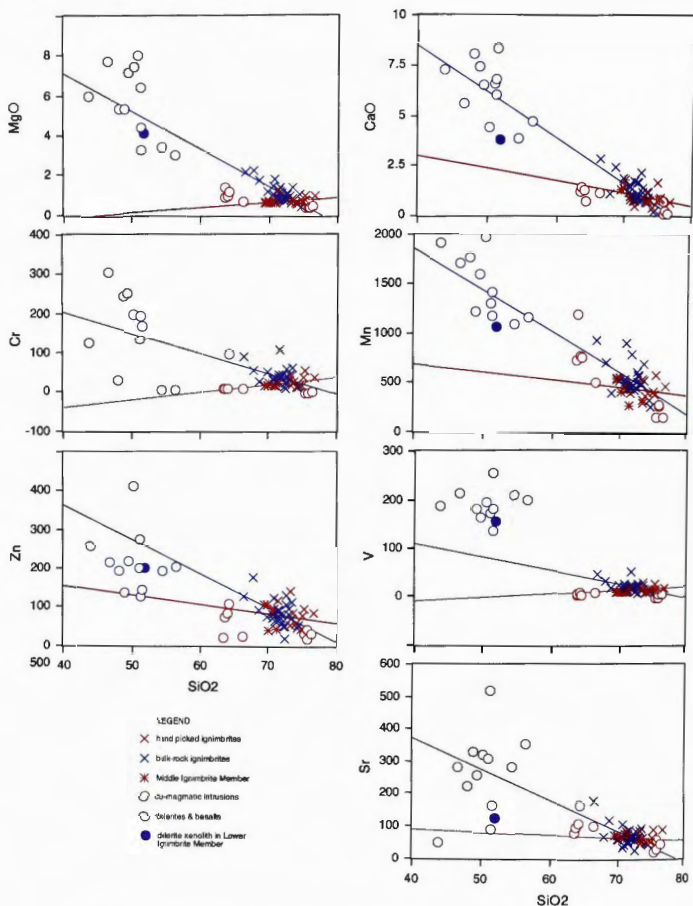 MgO
8
6
4
2
0
CaO
10
7.5
5
2.5
0
Cr
400
300
200
100
0
-100
Mn
2000
1500
1000
500
0
Zn
400
300
200
100
0
500
40
50
60
70
80
SiO2
V
300
200
100
0
Sr
500
400
300
200
100
0
40
50
60
70
80
SiO2
LEGEND
hand picked ignimbrites
bulk-rock ignimbrites
Middle Ignimbrite Member
co-magmatic intrusions
dolerites & basalts
dolerite xenolith in Lower
Ignimbrite Member